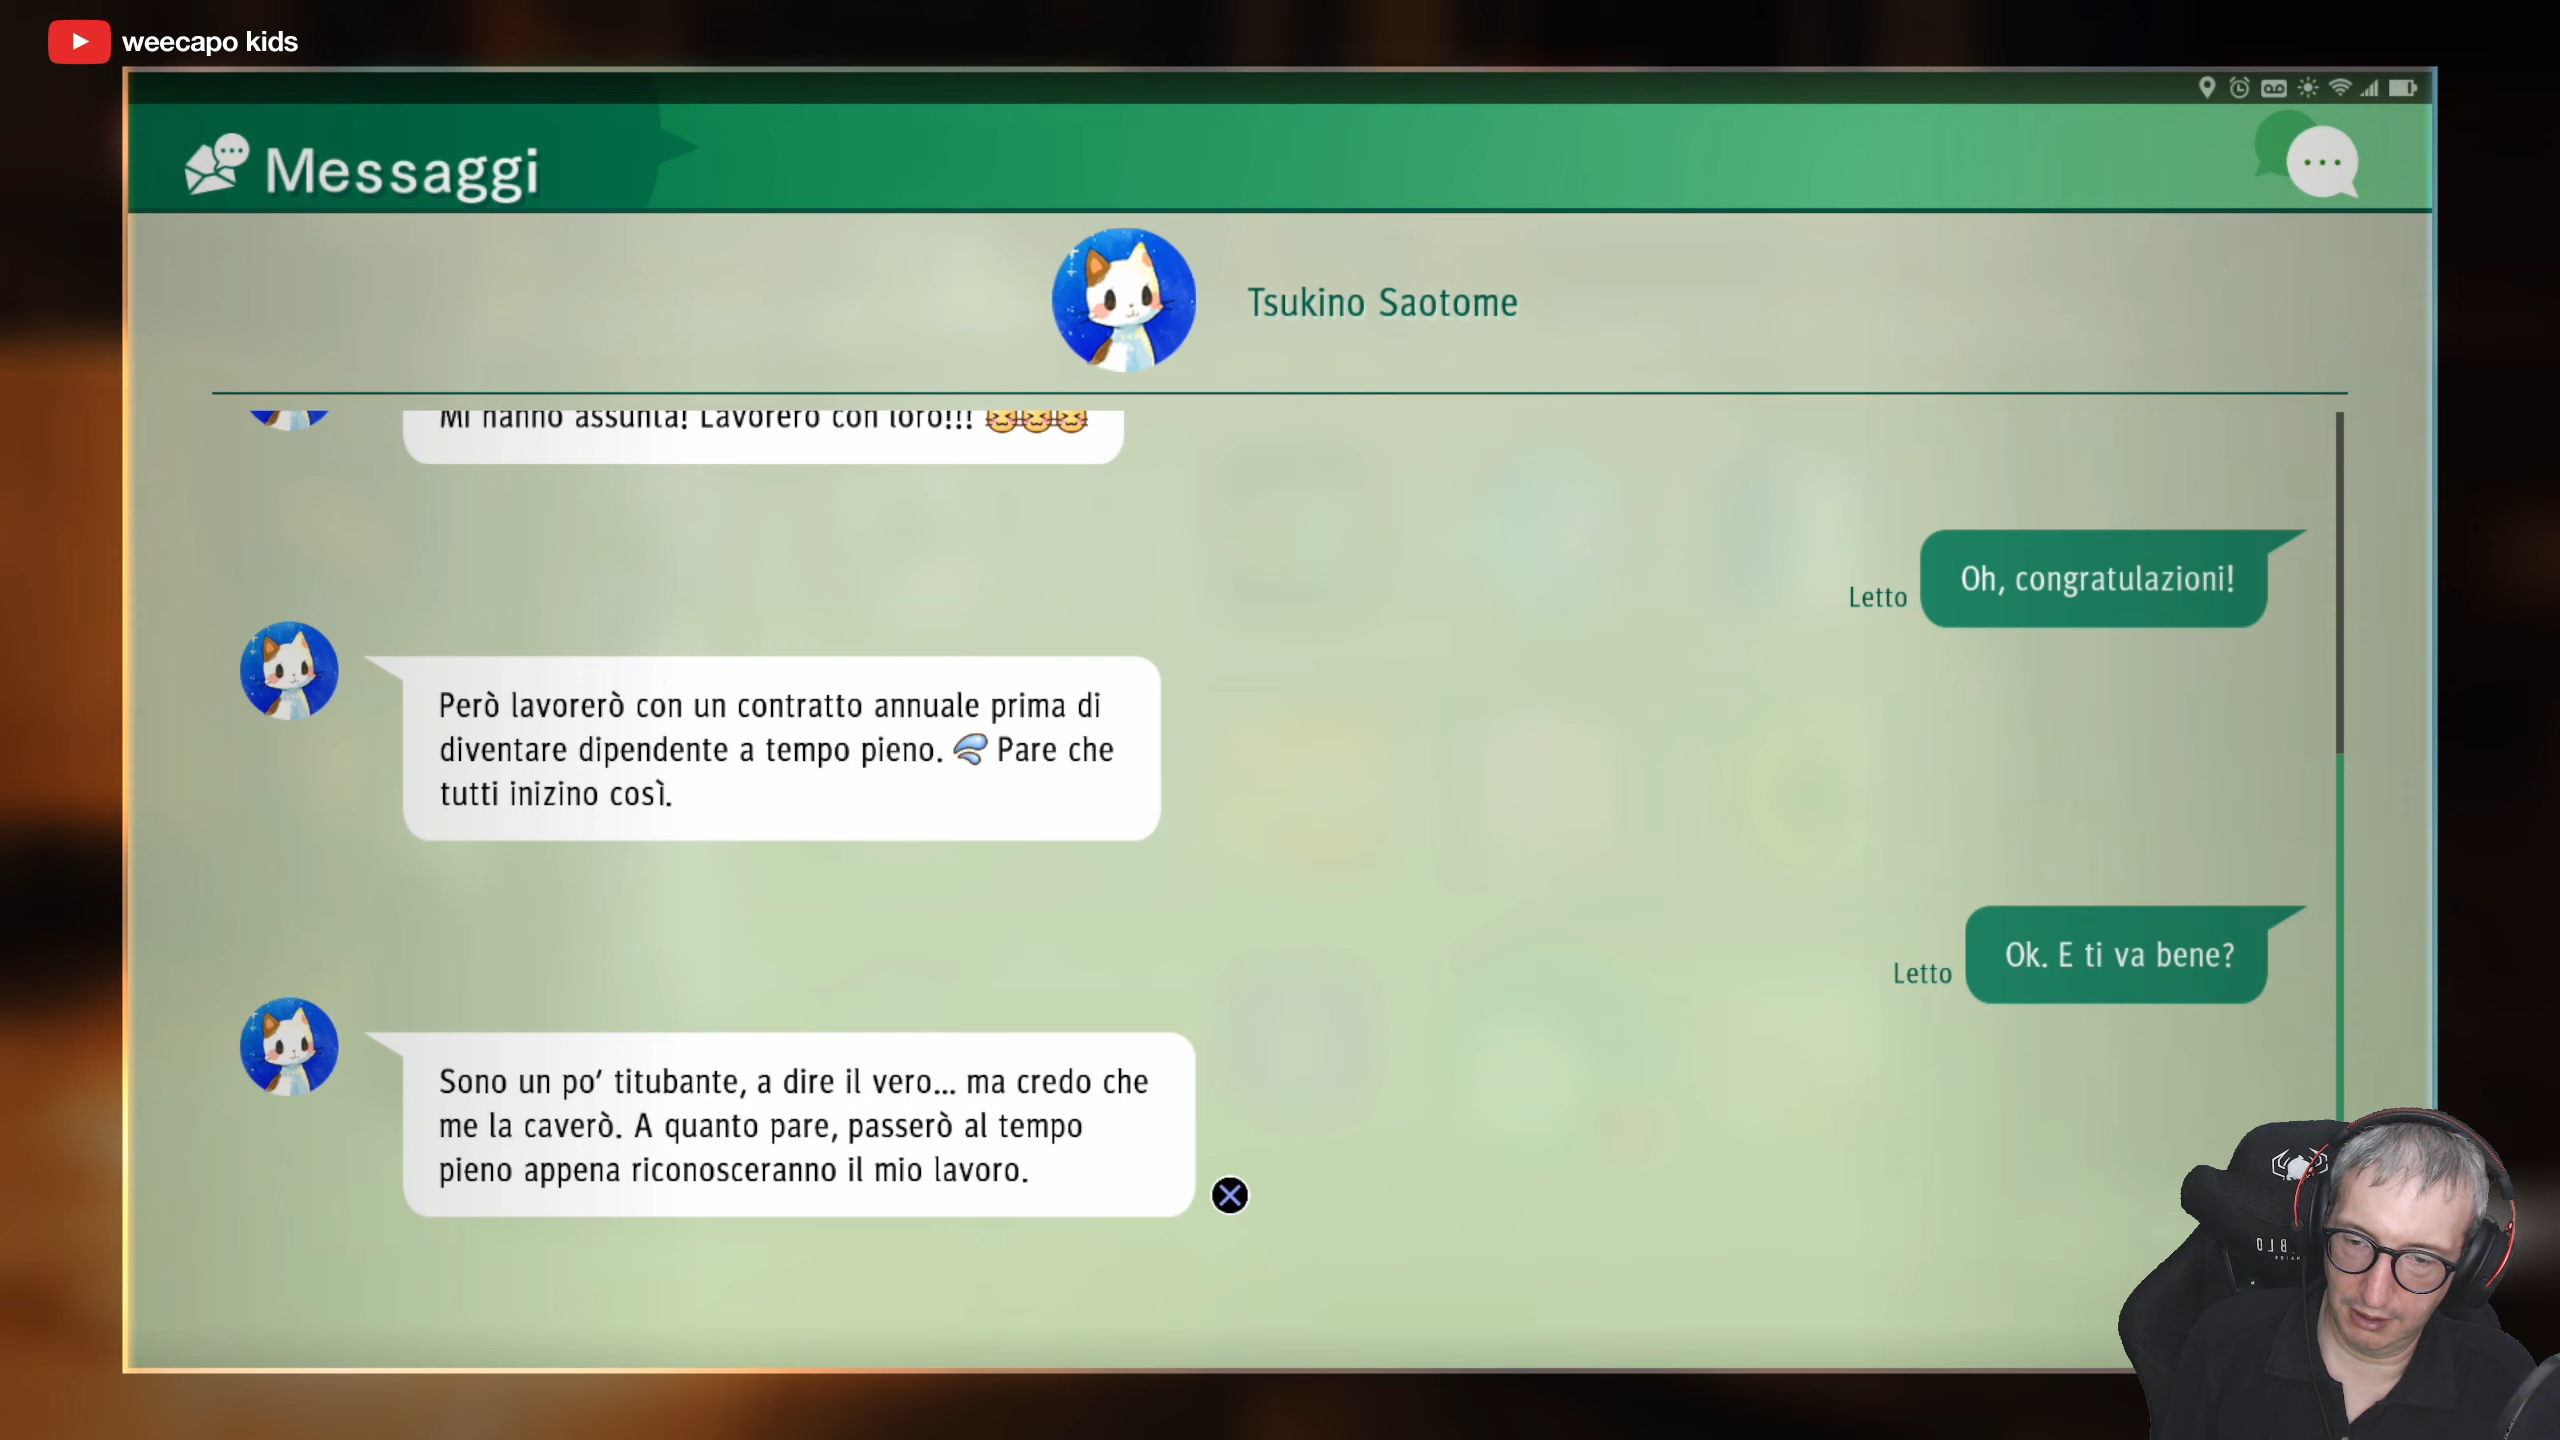 weecapo kids
Messaggi
Tsukino Saotome
Mi hanno assunta! Lavorerò con loro!!! 😖😖😖
Oh, congratulazioni!
Letto
Però lavorerò con un contratto annuale prima di
diventare dipendente a tempo pieno. 💦 Pare che
tutti inizino così.
Ok. E ti va bene?
Letto
Sono un po’ titubante, a dire il vero... ma credo che
me la caverò. A quanto pare, passerò al tempo
pieno appena riconosceranno il mio lavoro.